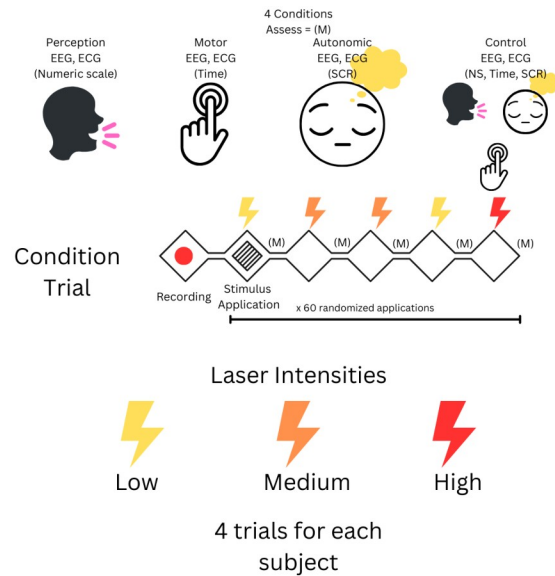 4 Conditions
Assess = (M)
Perception
EEG, ECG
(Numeric scale)
Motor
EEG, ECG
(Time)
Autonomic
EEG, ECG
(SCR)
Control
EEG, ECG
(NS, Time, SCR)
Condition
Trial
(M)
(M)
(M)
(M)
(M)
Recording
Stimulus
Application
x 60 randomized applications
Laser Intensities
Low
Medium
High
4 trials for each
subject